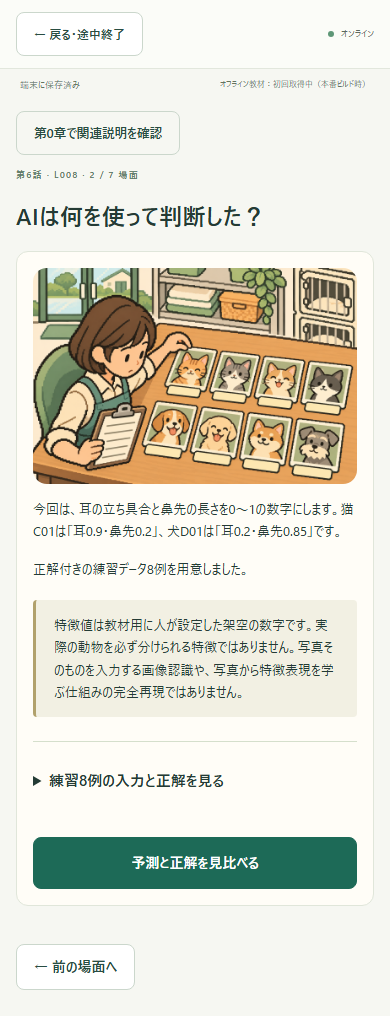 ← 戻る・途中終了
オンライン
端末に保存済み
オフライン教材：初回取得中（本番ビルド時）
第0章で関連説明を確認
第6話 · L008 · 2 / 7 場面
AIは何を使って判断した？
今回は、耳の立ち具合と鼻先の長さを0〜1の数字にします。猫
C01は「耳0.9・鼻先0.2」、犬D01は「耳0.2・鼻先0.85」です。
正解付きの練習データ8例を用意しました。
特徴値は教材用に人が設定した架空の数字です。実
際の動物を必ず分けられる特徴ではありません。写真そ
のものを入力する画像認識や、写真から特徴表現を学
ぶ仕組みの完全再現ではありません。
▶ 練習8例の入力と正解を見る
予測と正解を見比べる
← 前の場面へ